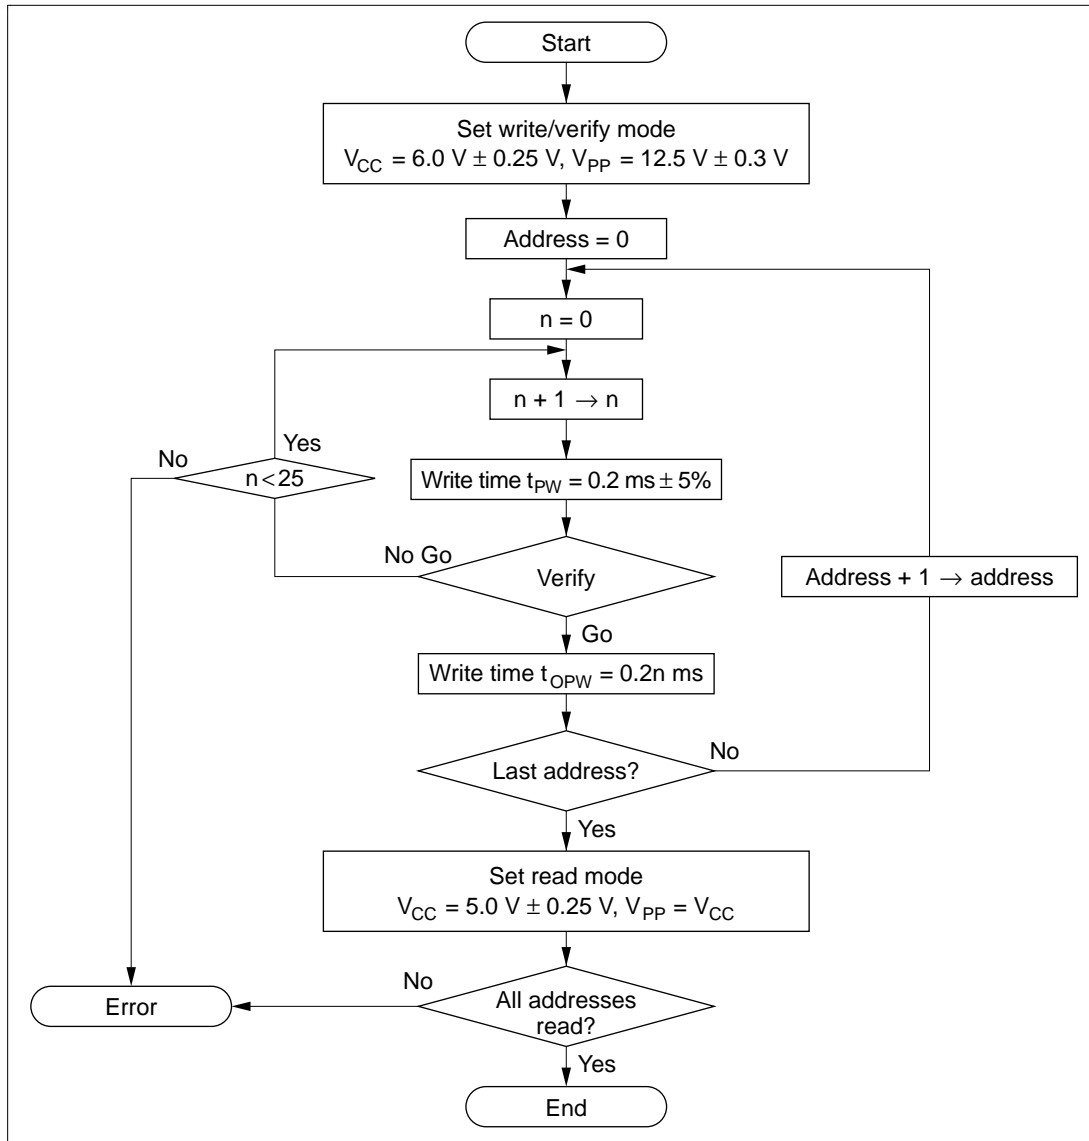 Start
Set write/verify mode
VCC = 6.0 V ± 0.25 V, VPP = 12.5 V ± 0.3 V
Address = 0
n = 0
n + 1 → n
Yes
No
n < 25
Write time tPW = 0.2 ms ± 5%
No Go
Verify
Address + 1 → address
Go
Write time tOPW = 0.2n ms
No
Last address?
Yes
Set read mode
VCC = 5.0 V ± 0.25 V, VPP = VCC
No
Error
All addresses
read?
Yes
End